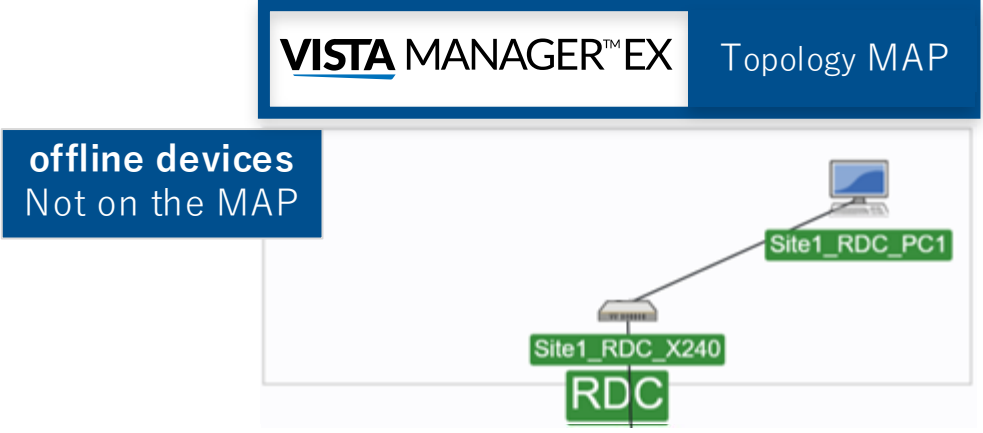 VISTA MANAGER™ EX
Topology MAP
offline devices
Not on the MAP
Site1_RDC_PC1
Site1_RDC_X240
RDC